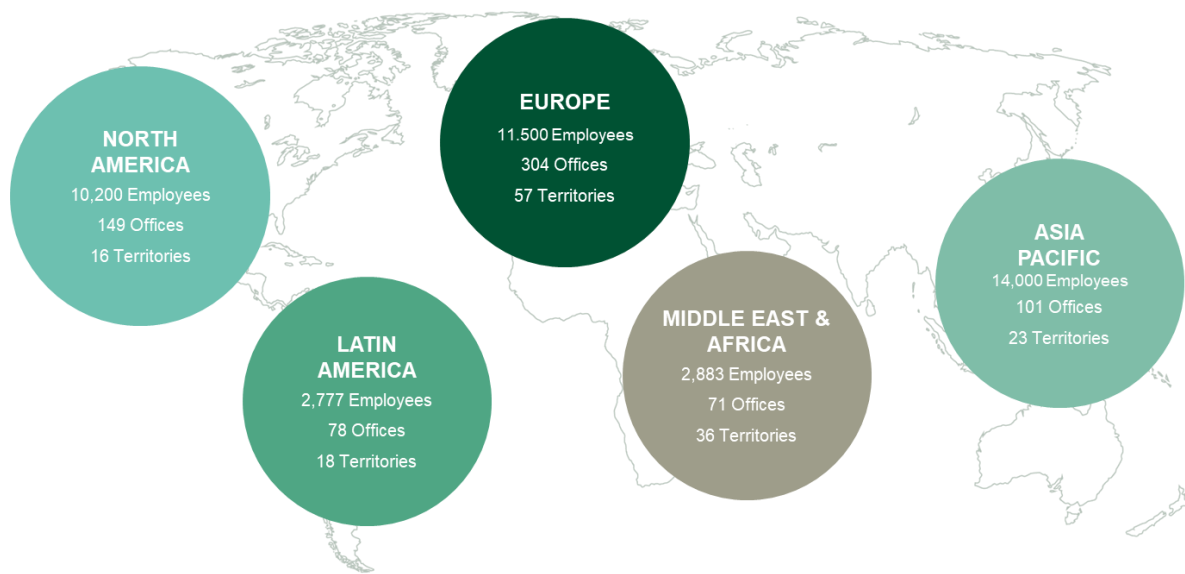 NORTH
AMERICA
10,200 Employees
149 Offices
16 Territories
EUROPE
11.500 Employees
304 Offices
57 Territories
LATIN
AMERICA
2,777 Employees
78 Offices
18 Territories
MIDDLE EAST &
AFRICA
2,883 Employees
71 Offices
36 Territories
ASIA
PACIFIC
14,000 Employees
101 Offices
23 Territories